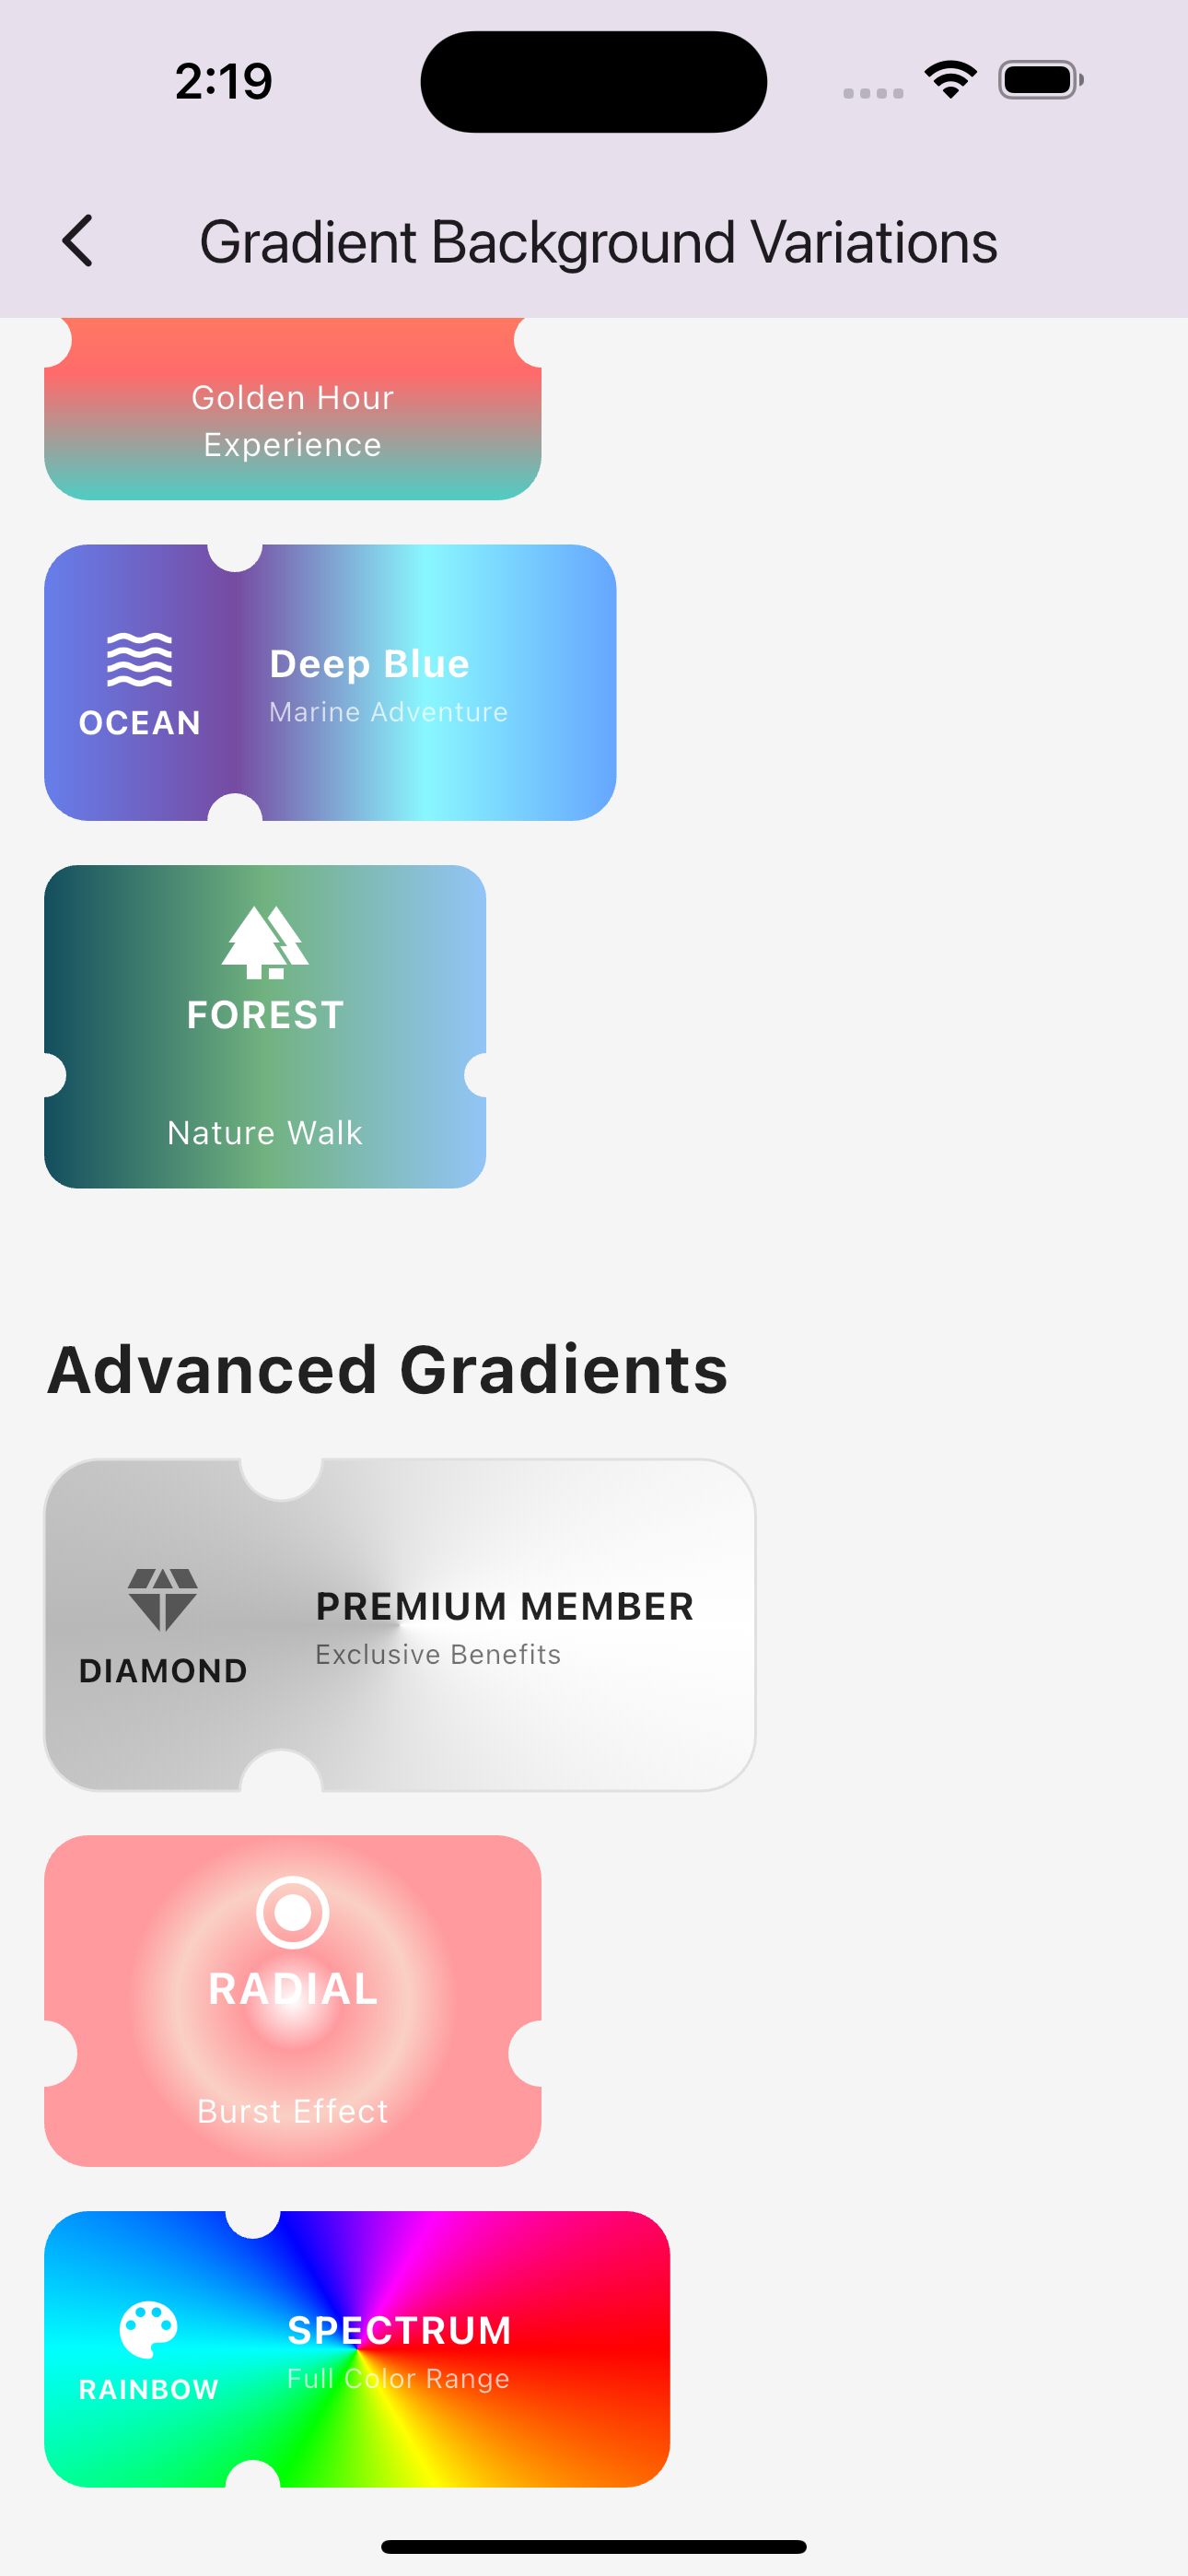 2:19
Gradient Background Variations
Golden Hour
Experience
OCEAN
Deep Blue
Marine Adventure
FOREST
Nature Walk
Advanced Gradients
DIAMOND
PREMIUM MEMBER
Exclusive Benefits
RADIAL
Burst Effect
RAINBOW
SPECTRUM
Full Color Range